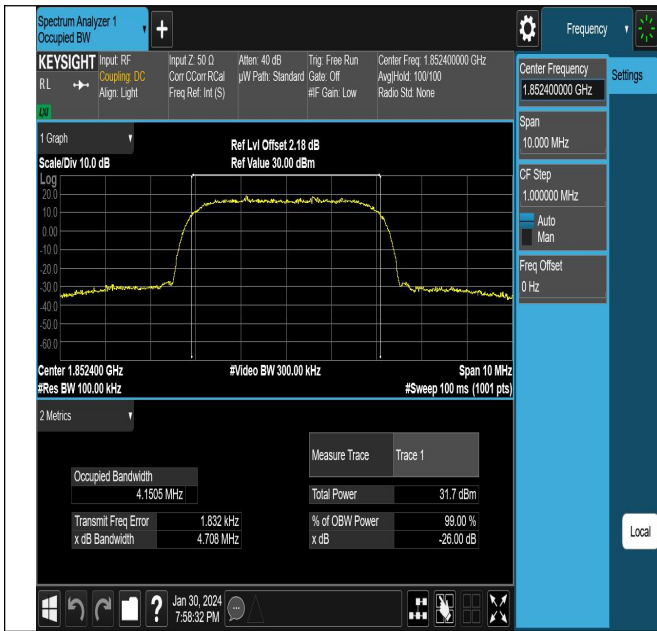 Spectrum Analyzer 1
Occupied BW
Frequency
KEYSIGHT
RL
LXI
Input: RF
Coupling: DC
Align: Light
Input Z: 50 Ω
Corr CCorr RCal
Freq Ref: Int (S)
Atten: 40 dB
µW Path: Standard
Trig: Free Run
Gate: Off
#IF Gain: Low
Center Freq: 1.852400000 GHz
Avg|Hold: 100/100
Radio Std: None
Center Frequency
1.852400000 GHz
Settings
Span
10.000 MHz
CF Step
1.000000 MHz
Auto
Man
Freq Offset
0 Hz
Local
1 Graph
Scale/Div 10.0 dB
Ref Lvl Offset 2.18 dB
Ref Value 30.00 dBm
Log
20.0
10.0
0.00
-10.0
-20.0
-30.0
-40.0
-50.0
-60.0
Center 1.852400 GHz
#Video BW 300.00 kHz
Span 10 MHz
#Res BW 100.00 kHz
#Sweep 100 ms (1001 pts)
2 Metrics
Measure Trace Trace 1
Occupied Bandwidth
4.1505 MHz
Total Power 31.7 dBm
Transmit Freq Error 1.832 kHz
% of OBW Power 99.00 %
x dB Bandwidth 4.708 MHz
x dB -26.00 dB
?
Jan 30, 2024
7:58:32 PM